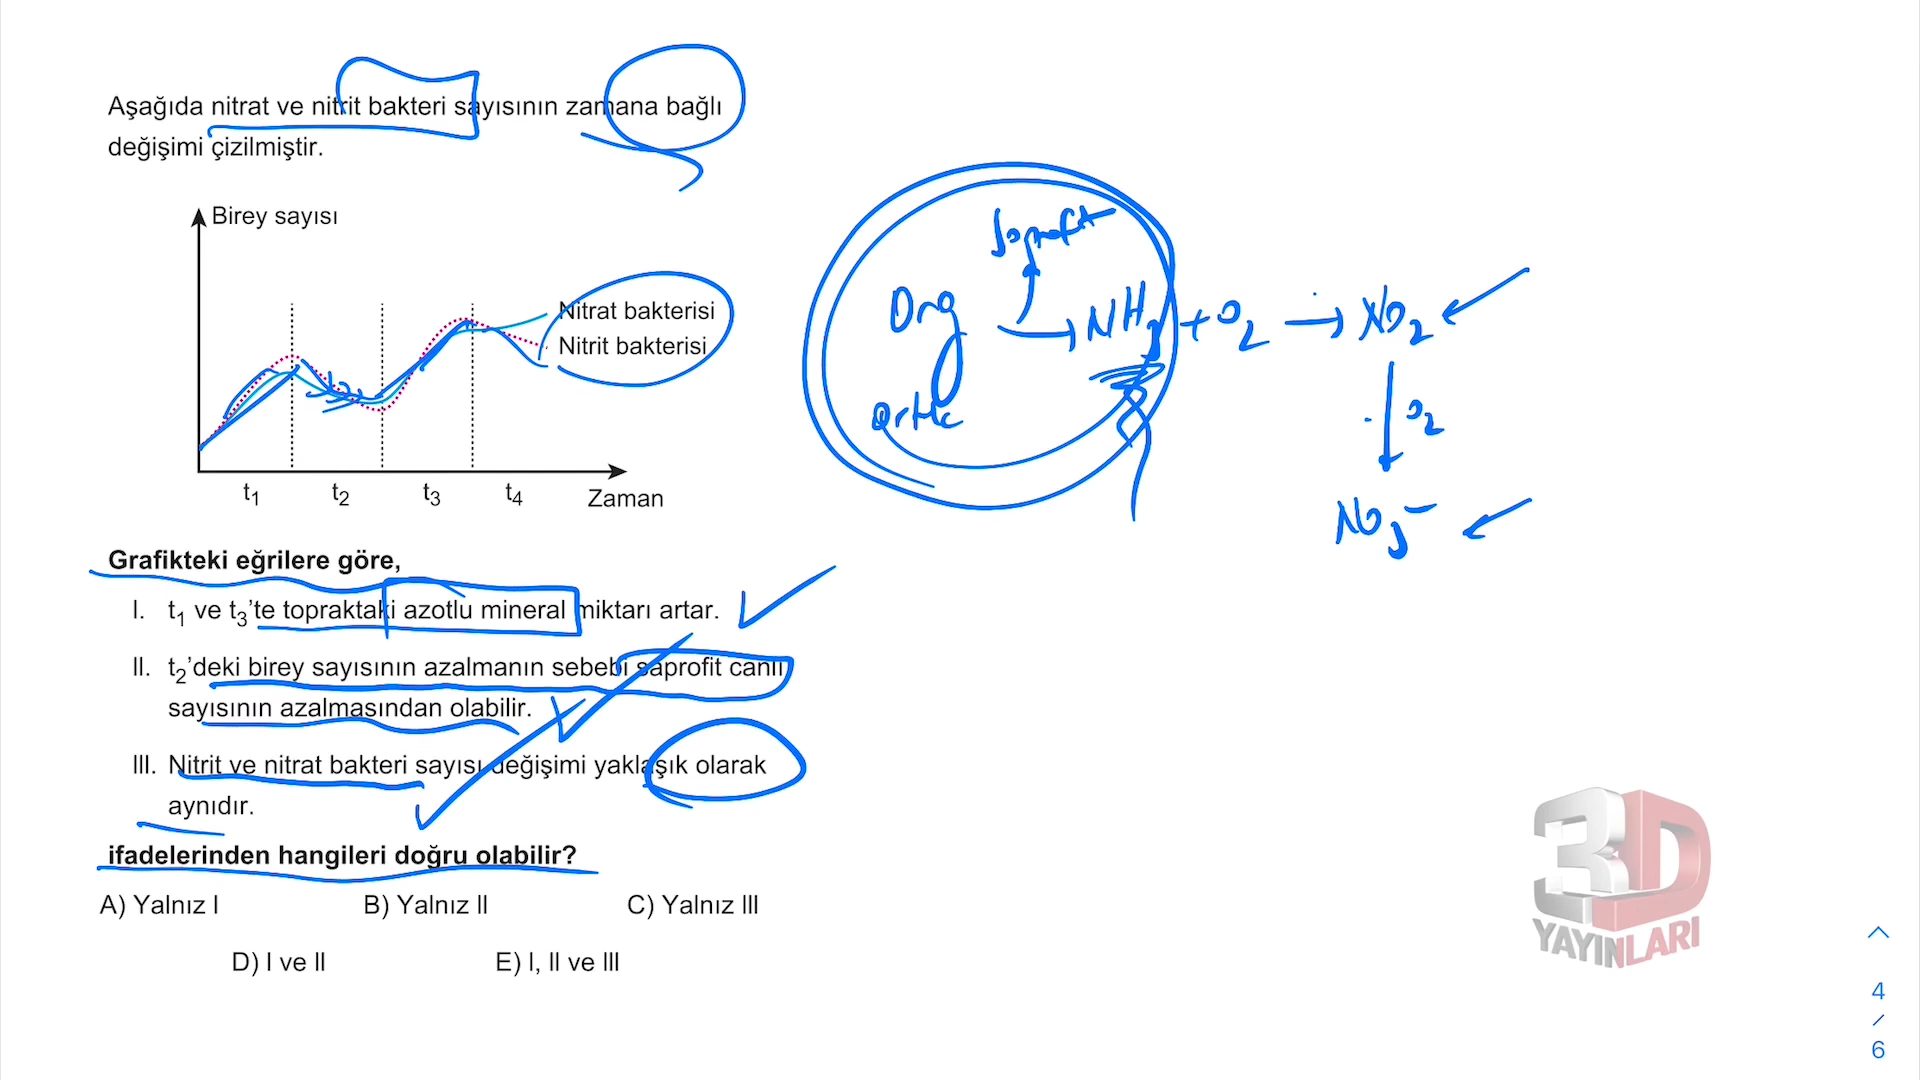 Aşağıda nitrat ve nitrit bakteri sayısının zamana bağlı
değişimi çizilmiştir.
Birey sayısı
Nitrat bakterisi
Nitrit bakterisi
t1 t2 t3 t4 Zaman
Saprofit
Org → NH3 + O2 → NO2
Artık
O2
NO3-
Grafikteki eğrilere göre,
I. t1 ve t3'te topraktaki azotlu mineral miktarı artar.
II. t2'deki birey sayısının azalmanın sebebi saprofit canlı
sayısının azalmasından olabilir.
III. Nitrit ve nitrat bakteri sayısı değişimi yaklaşık olarak
aynıdır.
ifadelerinden hangileri doğru olabilir?
A) Yalnız I B) Yalnız II C) Yalnız III
D) I ve II E) I, II ve III
3D
YAYINLARI
4
/
6